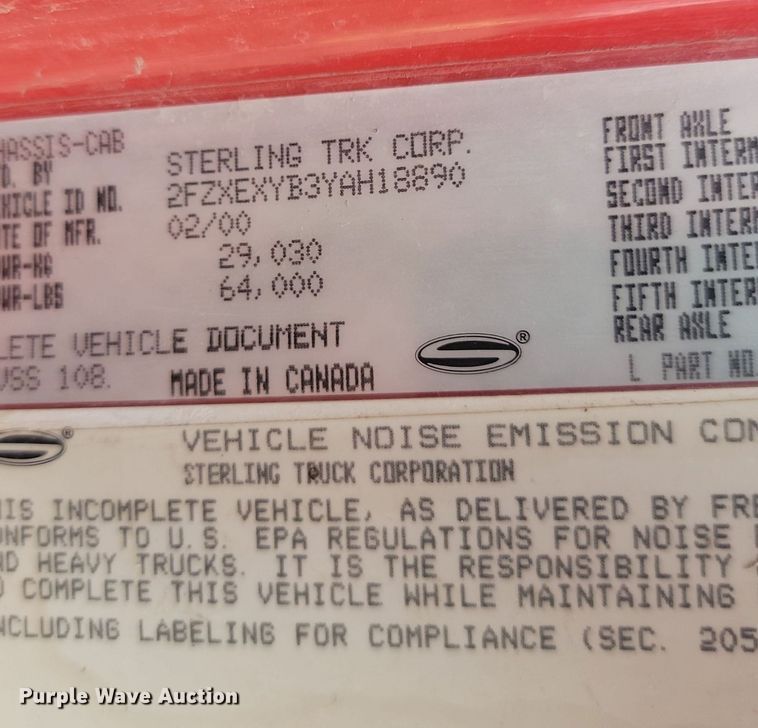 HASSIS-CAB
D. BY STERLING TRK CORP.
HICLE ID NO. 2FZXEXYB3YAH18890
TE OF MFR. 02/00
WR-KG 29,030
WR-LBS 64,000
LETE VEHICLE DOCUMENT
VSS 108. MADE IN CANADA
®
FRONT AXLE
FIRST INTERM
SECOND INTER
THIRD INTER
FOURTH INTE
FIFTH INTER
REAR AXLE
L PART NO.
® VEHICLE NOISE EMISSION CON
STERLING TRUCK CORPORATION
HIS INCOMPLETE VEHICLE, AS DELIVERED BY FRE
ONFORMS TO U.S. EPA REGULATIONS FOR NOISE
ND HEAVY TRUCKS. IT IS THE RESPONSIBILITY
O COMPLETE THIS VEHICLE WHILE MAINTAINING
NCLUDING LABELING FOR COMPLIANCE (SEC. 205
Purple Wave Auction